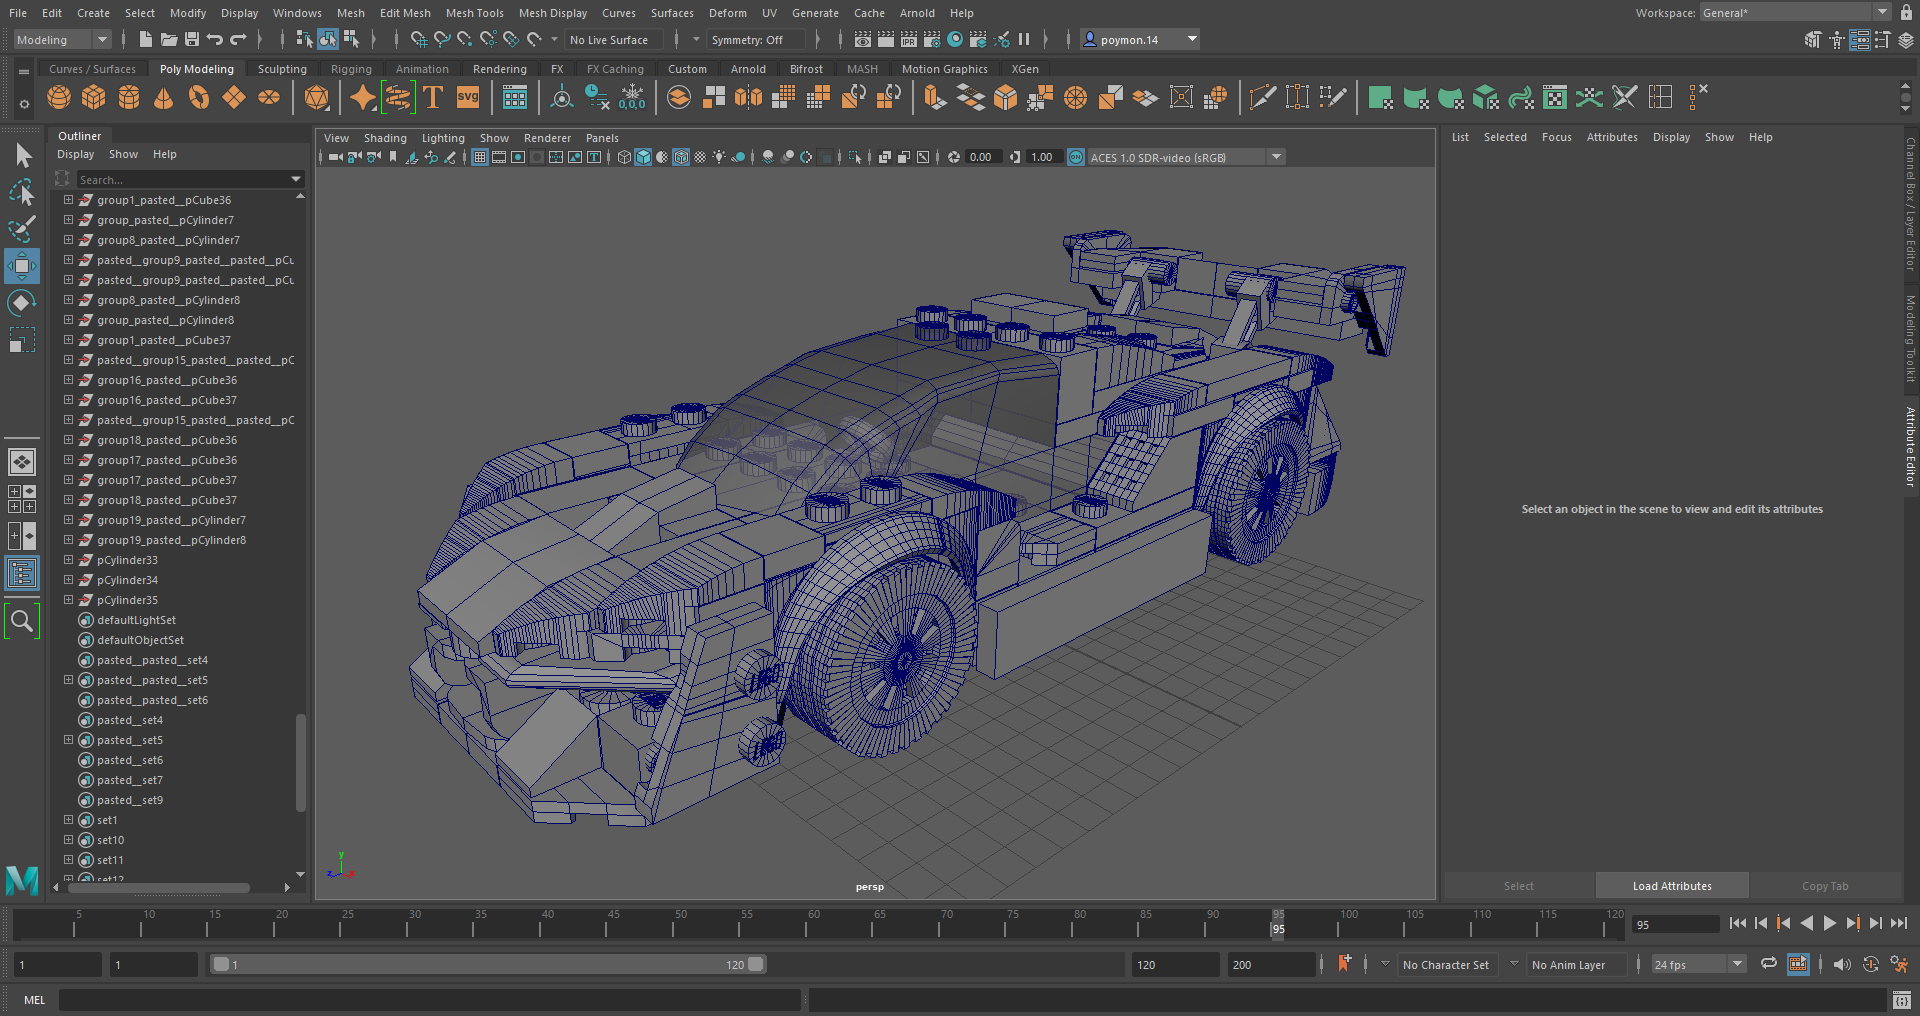 File Edit Create Select Modify Display Windows Mesh Edit Mesh Mesh Tools Mesh Display Curves Surfaces Deform UV Generate Cache Arnold Help Workspace: General*
Modeling No Live Surface Symmetry: Off IPR poymon.14
Curves / Surfaces Poly Modeling Sculpting Rigging Animation Rendering FX FX Caching Custom Arnold Bifrost MASH Motion Graphics XGen
T svg 0,0,0
Outliner
Display Show Help
Search...
group1_pasted__pCube36
group_pasted__pCylinder7
group8_pasted__pCylinder7
pasted__group9_pasted__pasted__pCu
pasted__group9_pasted__pasted__pCu
group8_pasted__pCylinder8
group_pasted__pCylinder8
group1_pasted__pCube37
pasted__group15_pasted__pasted__pC
group16_pasted__pCube36
group16_pasted__pCube37
pasted__group15_pasted__pasted__pC
group18_pasted__pCube36
group17_pasted__pCube36
group17_pasted__pCube37
group18_pasted__pCube37
group19_pasted__pCylinder7
group19_pasted__pCylinder8
pCylinder33
pCylinder34
pCylinder35
defaultLightSet
defaultObjectSet
pasted__pasted__set4
pasted__pasted__set5
pasted__pasted__set6
pasted__set4
pasted__set5
pasted__set6
pasted__set7
pasted__set9
set1
set10
set11
set12
View Shading Lighting Show Renderer Panels
0.00 1.00 ON ACES 1.0 SDR-video (sRGB)
y
z x
persp
List Selected Focus Attributes Display Show Help
Select an object in the scene to view and edit its attributes
Select Load Attributes Copy Tab
Channel Box / Layer Editor
Modeling Toolkit
Attribute Editor
M
5 10 15 20 25 30 35 40 45 50 55 60 65 70 75 80 85 90 95 100 105 110 115 120
95 95
1 1 1 120 120 200 No Character Set No Anim Layer 24 fps
MEL